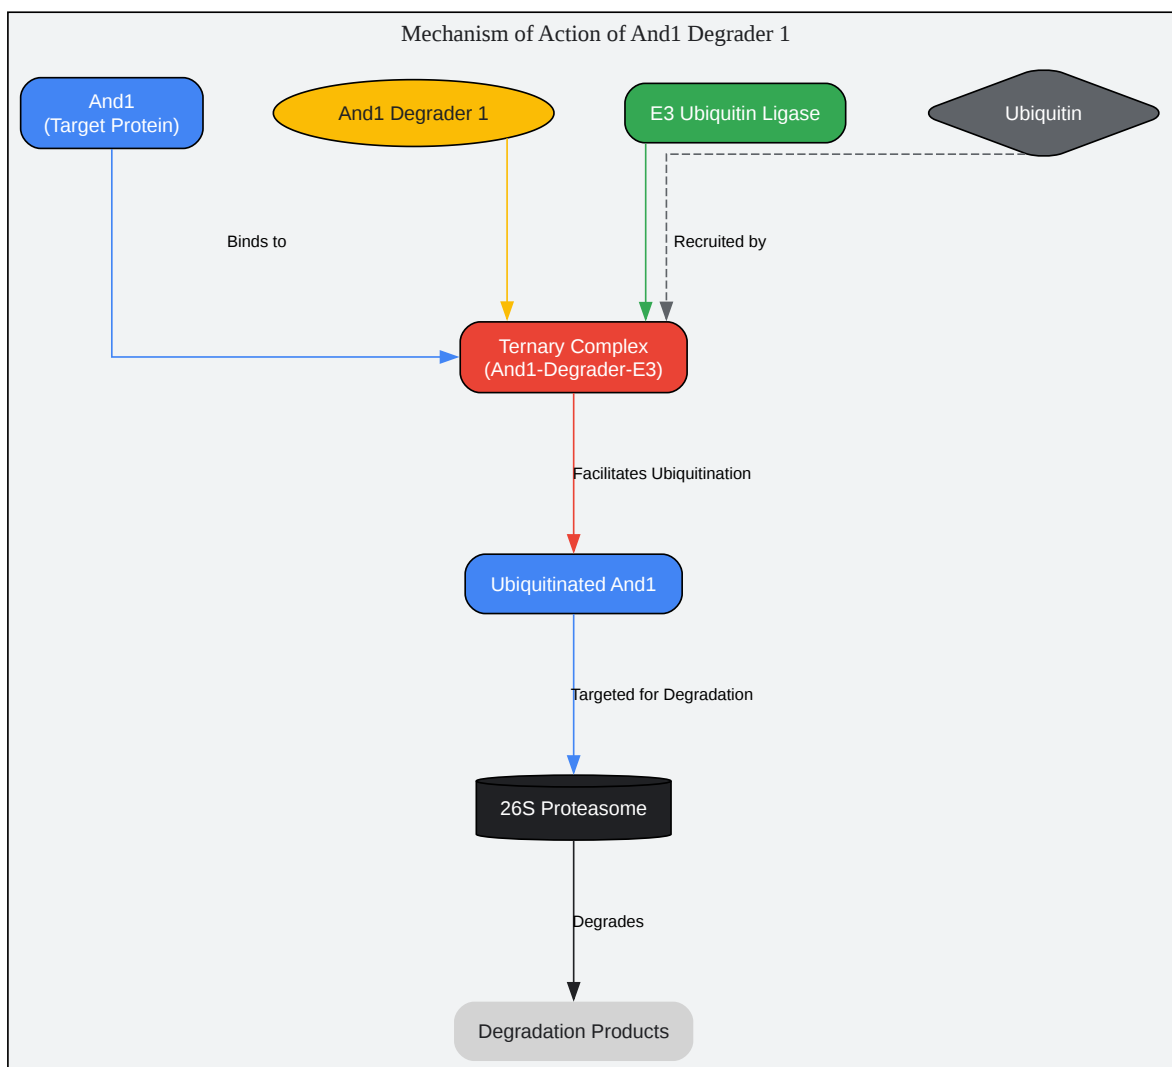 Mechanism of Action of And1 Degrader 1
And1
(Target Protein)
And1 Degrader 1
E3 Ubiquitin Ligase
Ubiquitin
Binds to
Recruited by
Ternary Complex
(And1-Degrader-E3)
Facilitates Ubiquitination
Ubiquitinated And1
Targeted for Degradation
26S Proteasome
Degrades
Degradation Products